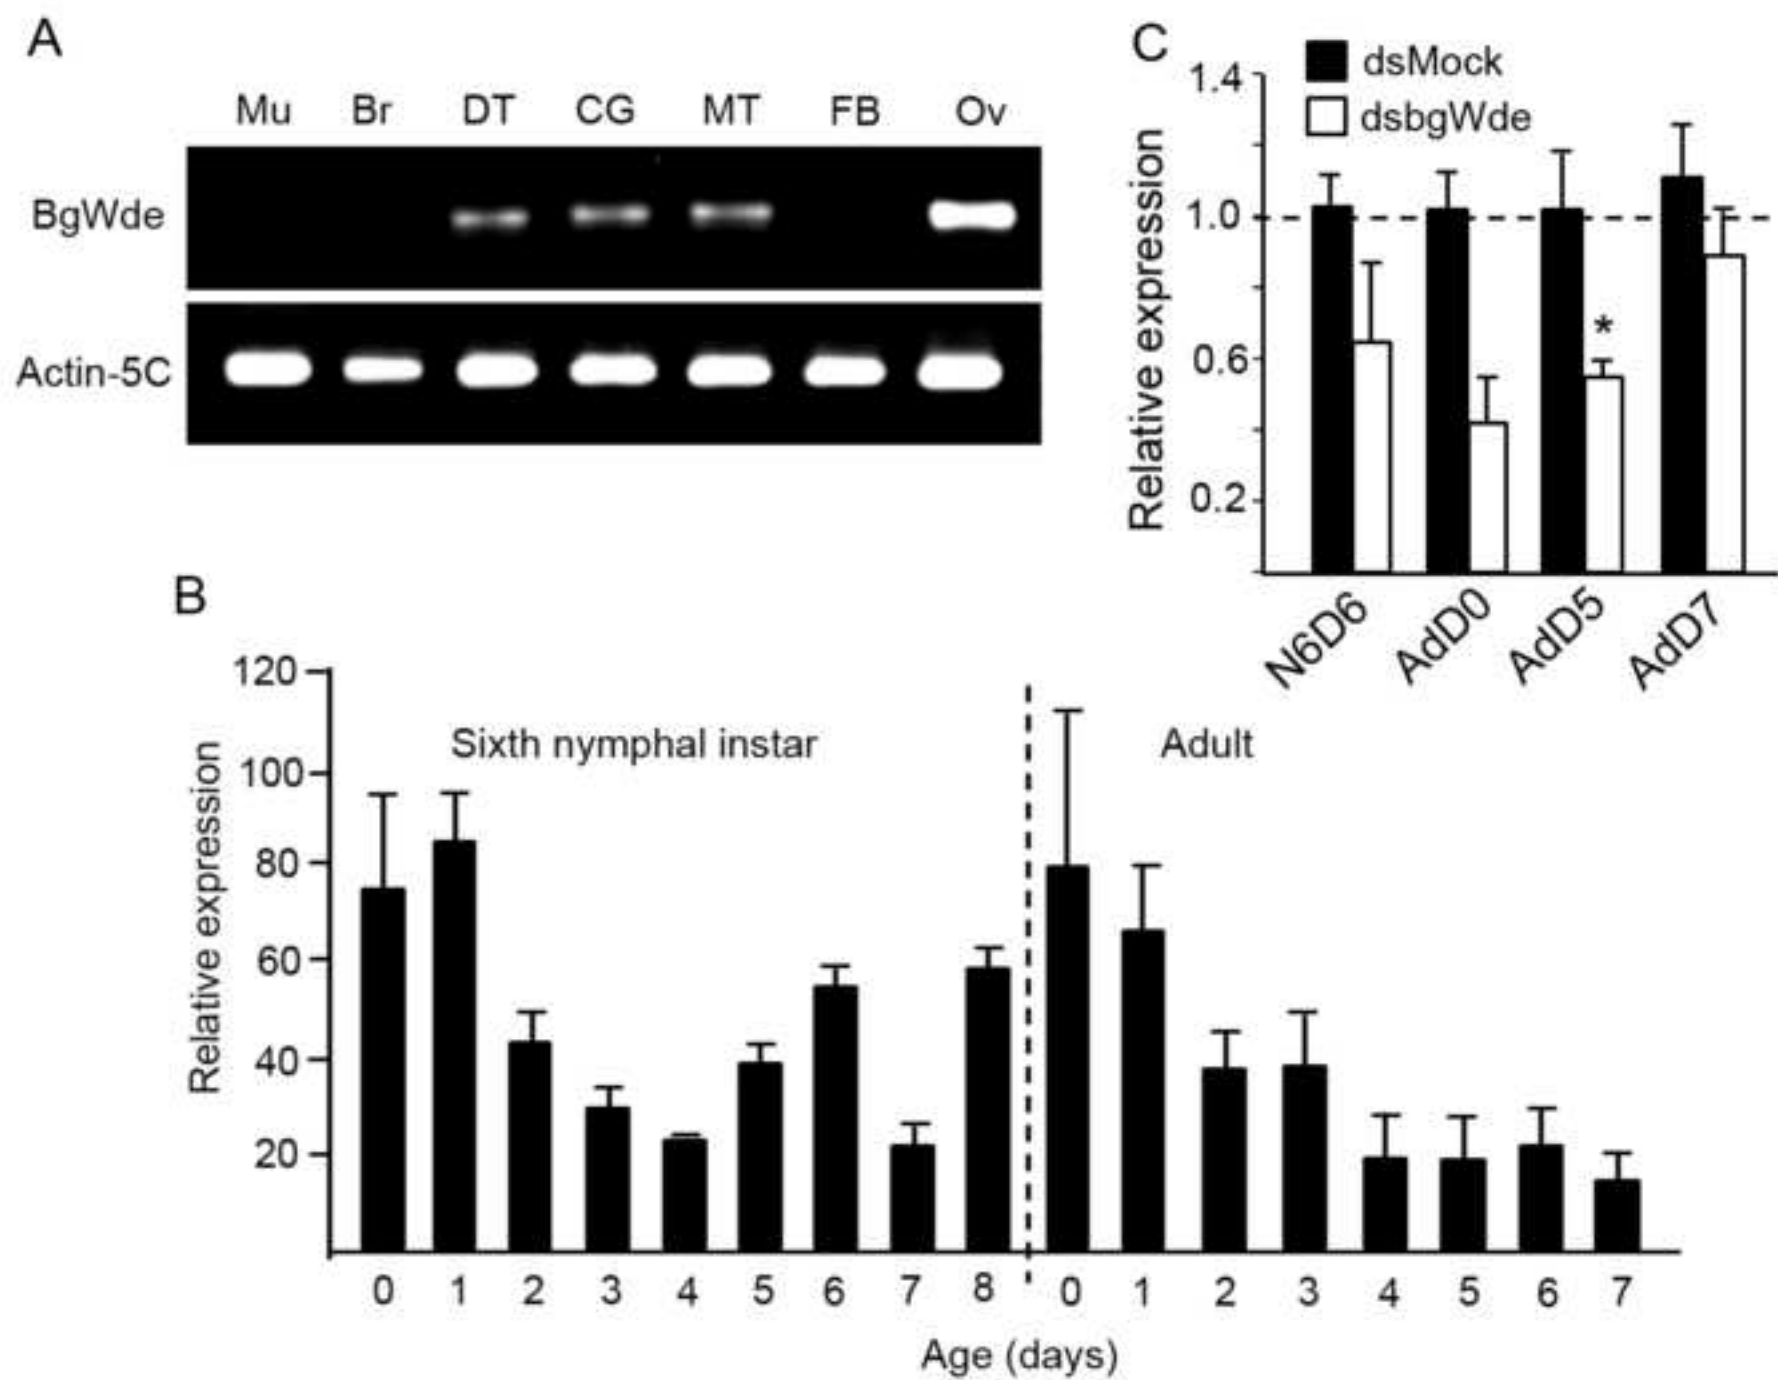 A
Mu Br DT CG MT FB Ov
BgWde
Actin-5C
C
dsMock
dsbgWde
Relative expression
1.4
1.0
0.6
0.2
*
N6D6 AdD0 AdD5 AdD7
B
Relative expression
120
100
80
60
40
20
Sixth nymphal instar
Adult
0 1 2 3 4 5 6 7 8 0 1 2 3 4 5 6 7
Age (days)